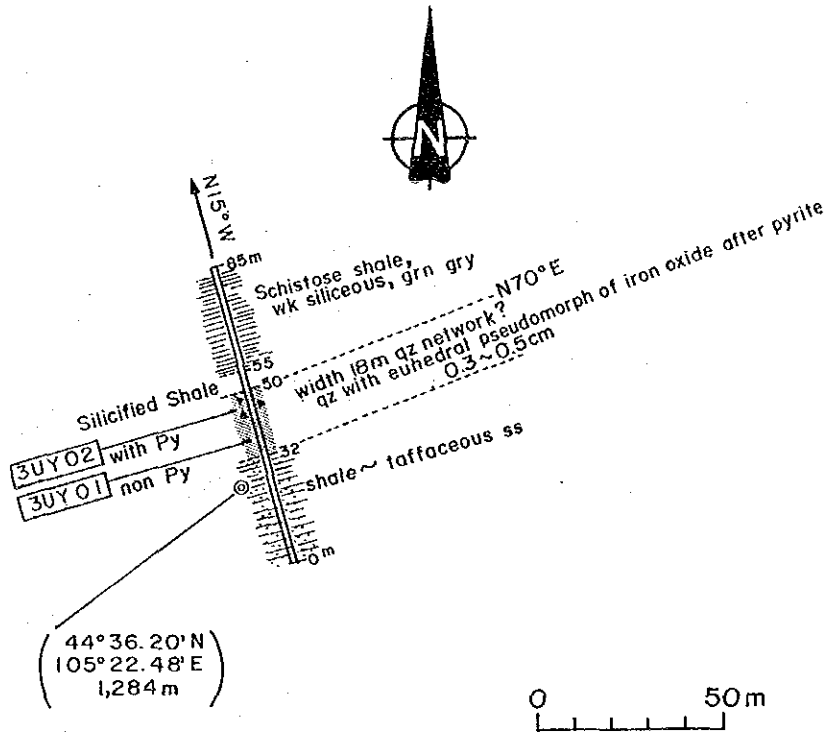 N
N15°W
85m
Schistose shale,
wk siliceous, grn gry
N70°E
width 18m qz network?
qz with euhedral pseudomorph of iron oxide after pyrite
0.3~0.5cm
55
50
Silicified Shale
3UY02 with Py
3UY01 non Py
32
shale~ taffaceous ss
0m
44°36.20'N
105°22.48'E
1,284m
0 50m